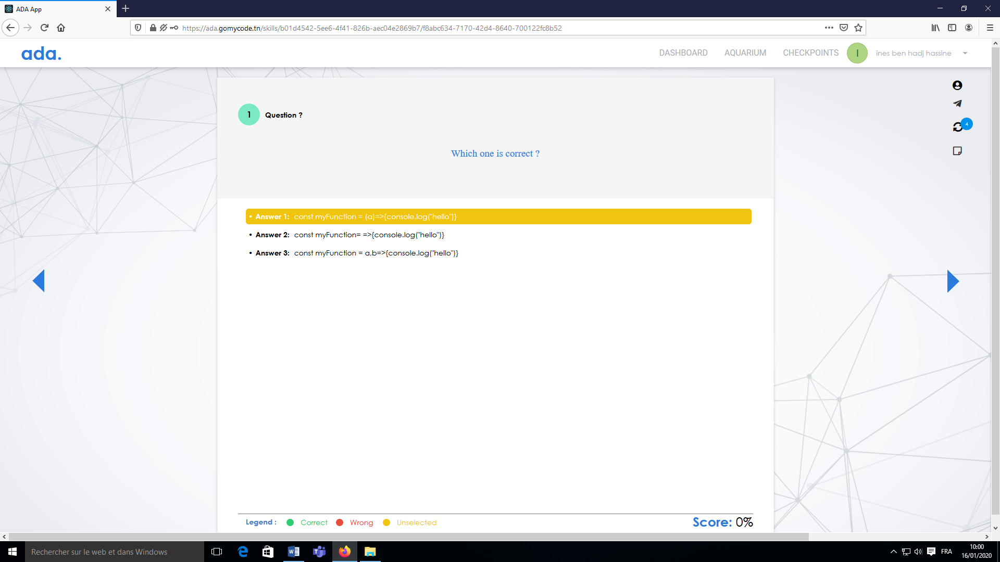 ADA App
https://ada.gomycode.tn/skills/b01d4542-5ee6-4f41-826b-aec04e2869b7/f8abc634-7170-42d4-8640-700122fc8b52
ada.
DASHBOARD AQUARIUM CHECKPOINTS I ines ben hadj hassine
4
1 Question ?
Which one is correct ?
• Answer 1: const myFunction = (a)=>{console.log("hello")}
• Answer 2: const myFunction= =>{console.log("hello")}
• Answer 3: const myFunction = a,b=>{console.log("hello")}
Legend : Correct Wrong Unselected Score: 0%
Rechercher sur le web et dans Windows
FRA
10:00
16/01/2020